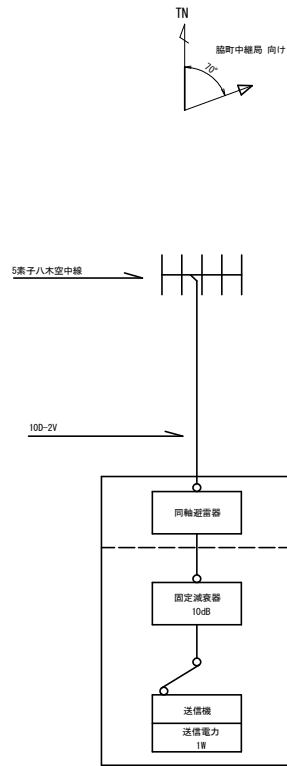 TN
脇町中継局 向け
70°
5素子八木空中線
10D-2V
同軸避雷器
固定減衰器
10dB
送信機
送信電力
1W